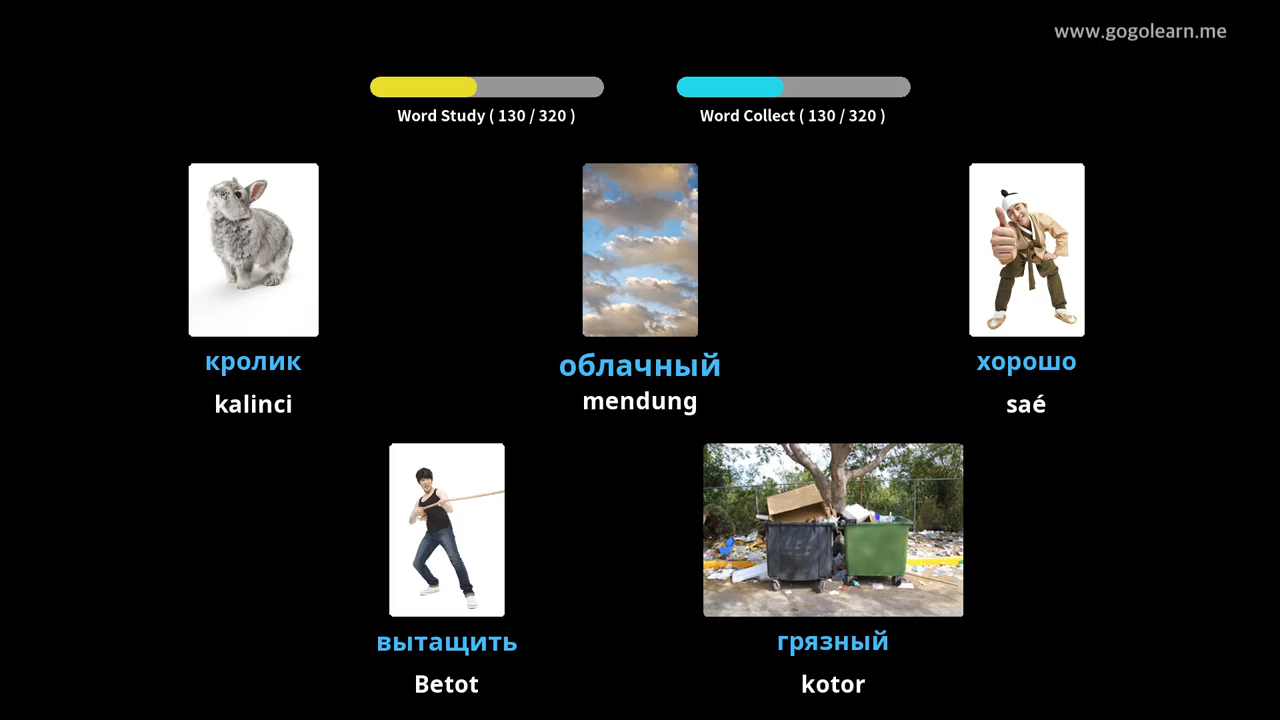 www.gogolearn.me
Word Study ( 130 / 320 )
Word Collect ( 130 / 320 )
кролик
облачный
хорошо
kalinci
mendung
saé
вытащить
грязный
Betot
kotor